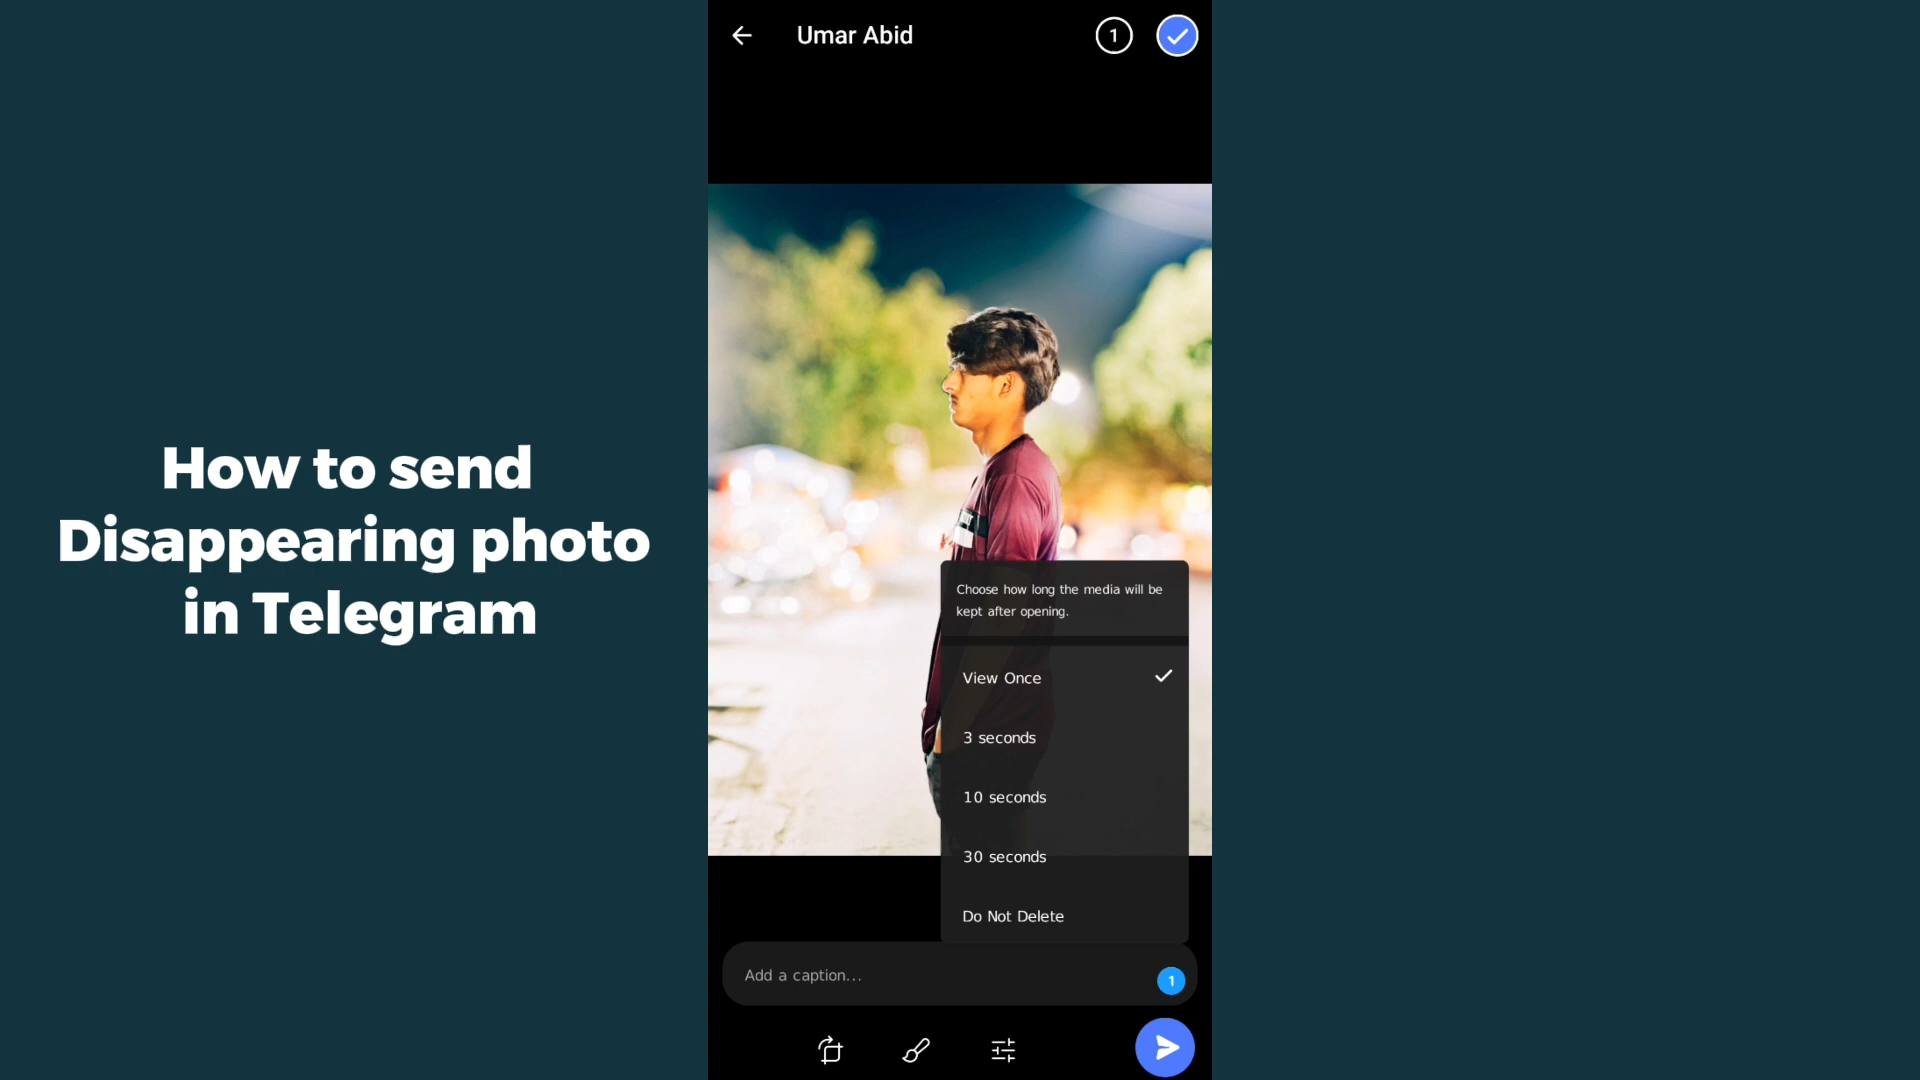 Umar Abid
1
How to send
Disappearing photo
in Telegram
Choose how long the media will be
kept after opening.
View Once
3 seconds
10 seconds
30 seconds
Do Not Delete
Add a caption...
1